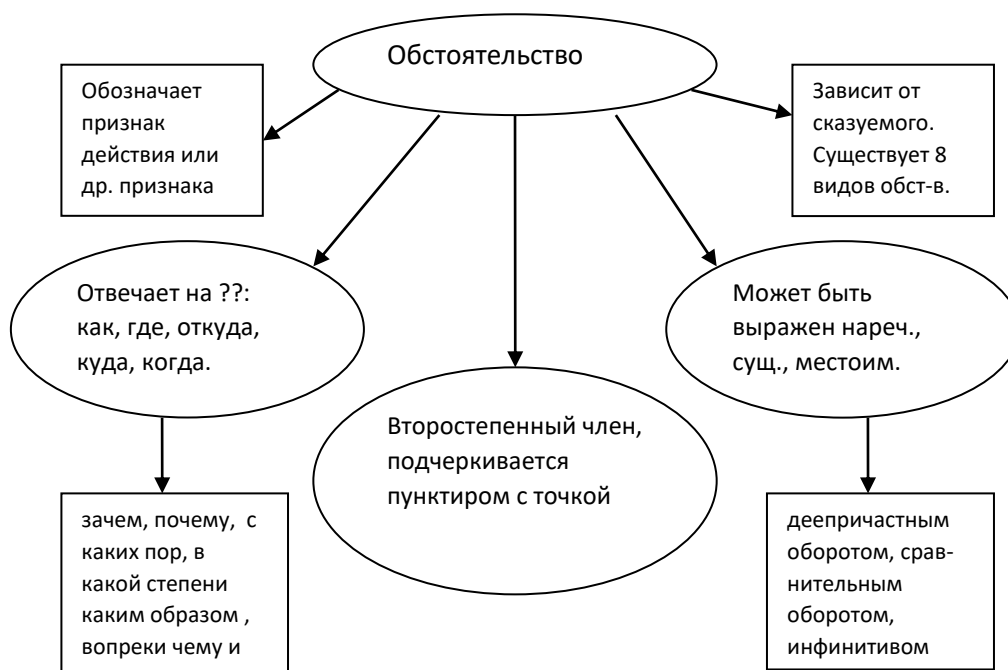 Обстоятельство
Обозначает
признак
действия или
др. признака
Зависит от
сказуемого.
Существует 8
видов обст-в.
Отвечает на ??:
как, где, откуда,
куда, когда.
Может быть
выражен нареч.,
сущ., местоим.
Второстепенный член,
подчеркивается
пунктиром с точкой
зачем, почему, с
каких пор, в
какой степени
каким образом ,
вопреки чему и
деепричастным
оборотом, срав-
нительным
оборотом,
инфинитивом